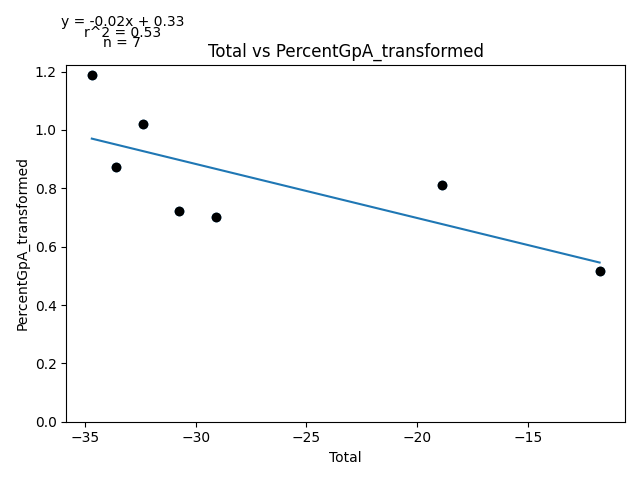 y = -0.02x + 0.33
r^2 = 0.53
n = 7
Total vs PercentGpA_transformed
PercentGpA_transformed
1.2
1.0
0.8
0.6
0.4
0.2
0.0
−35 −30 −25 −20 −15
Total